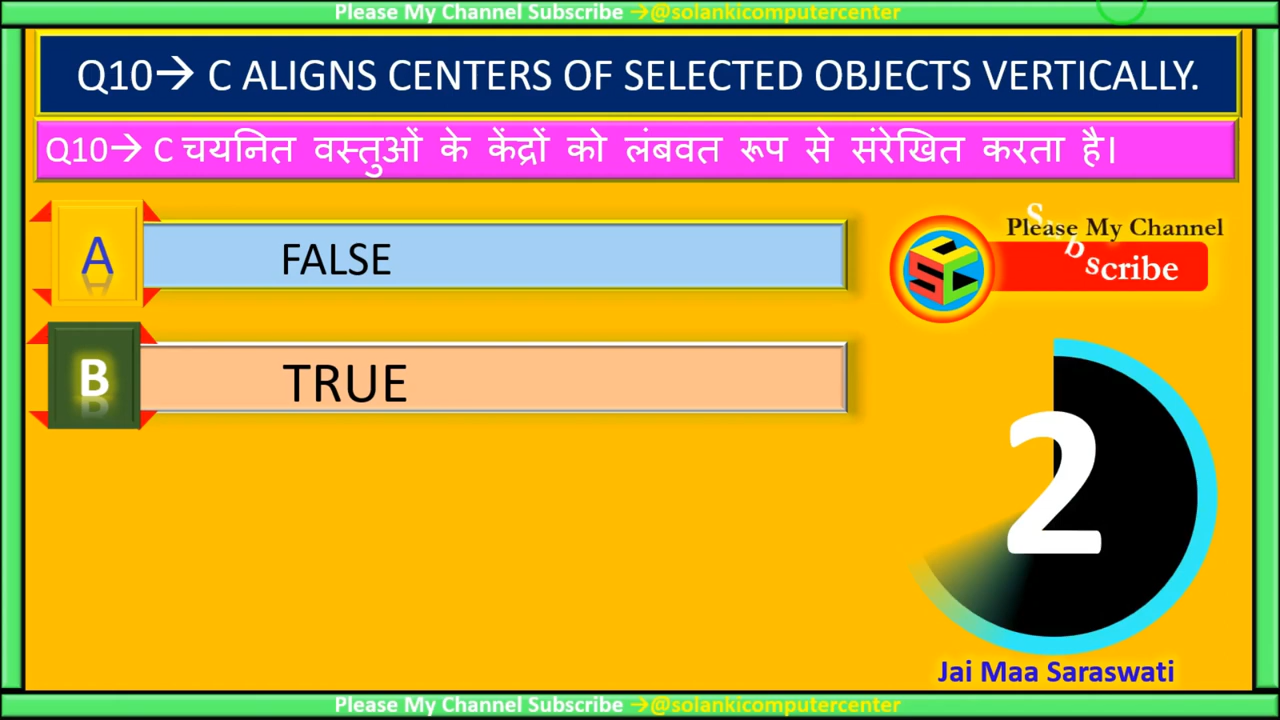 Please My Channel Subscribe →@solankicomputercenter
Q10→ C ALIGNS CENTERS OF SELECTED OBJECTS VERTICALLY.
Q10→ C चयनित वस्तुओं के केंद्रों को लंबवत रूप से संरेखित करता है।
A FALSE
B TRUE
Please My Channel
Subscribe
CSC
2
Jai Maa Saraswati
Please My Channel Subscribe →@solankicomputercenter